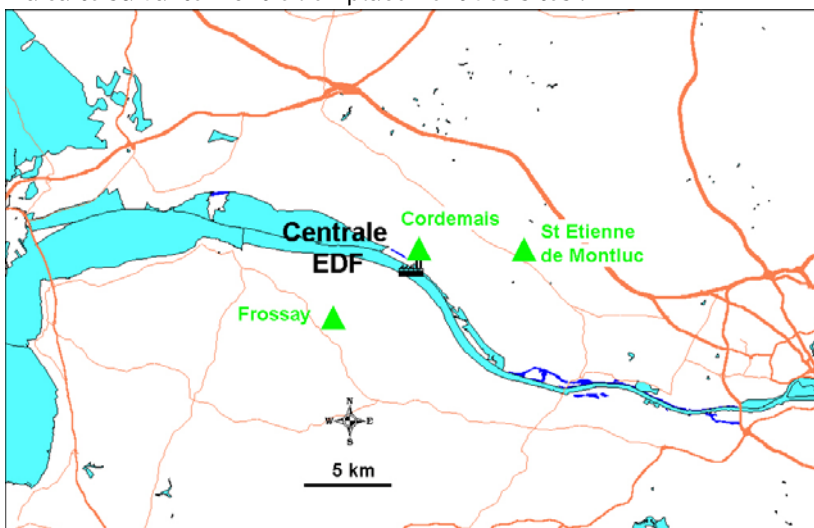 Cordemais
Centrale
EDF
St Etienne
de Montluc
Frossay
N
W E
S
5 km